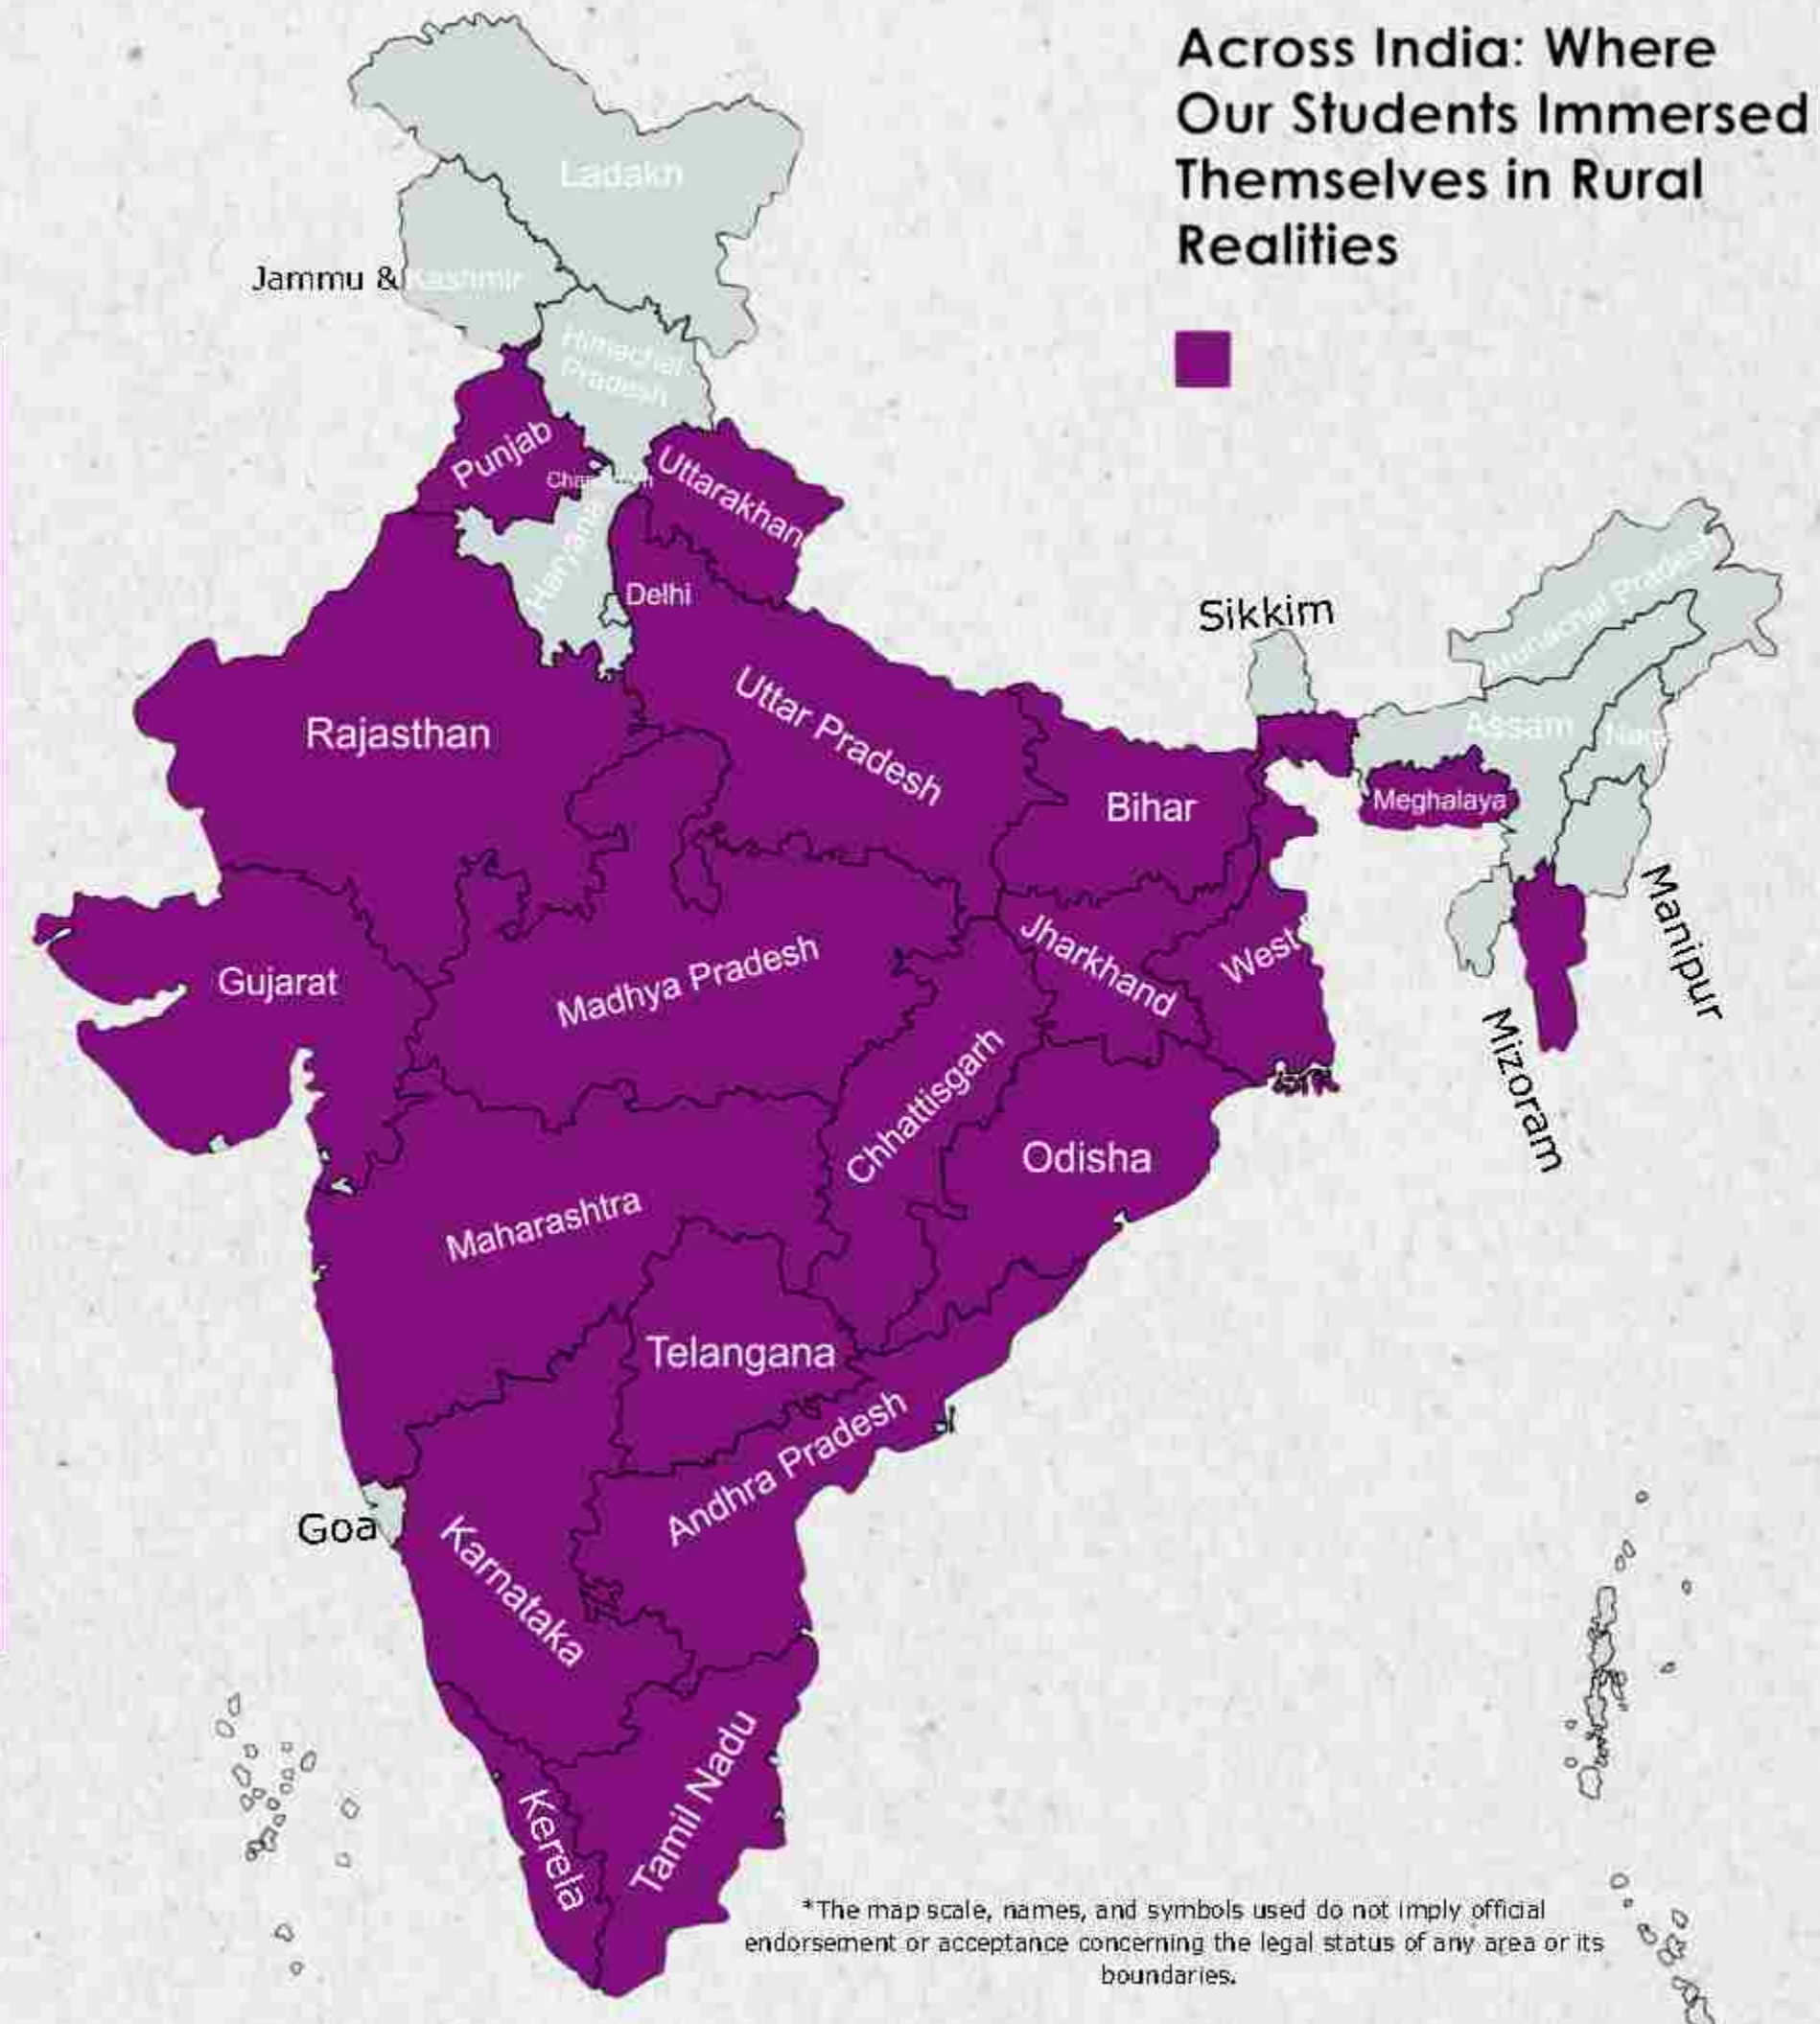 Across India: Where
Our Students Immersed
Themselves in Rural
Realities
Ladakh
Jammu & Kashmir
Himachal
Pradesh
Punjab
Uttarakhan
Haryana
Delhi
Sikkim
Arunachal Pradesh
Rajasthan
Uttar Pradesh
Assam
Bihar
Meghalaya
Manipur
Gujarat
Madhya Pradesh
Jharkhand
West
Mizoram
Chhattisgarh
Odisha
Maharashtra
Telangana
Andhra Pradesh
Goa
Karnataka
Tamil Nadu
Kerela
*The map scale, names, and symbols used do not imply official
endorsement or acceptance concerning the legal status of any area or its
boundaries.